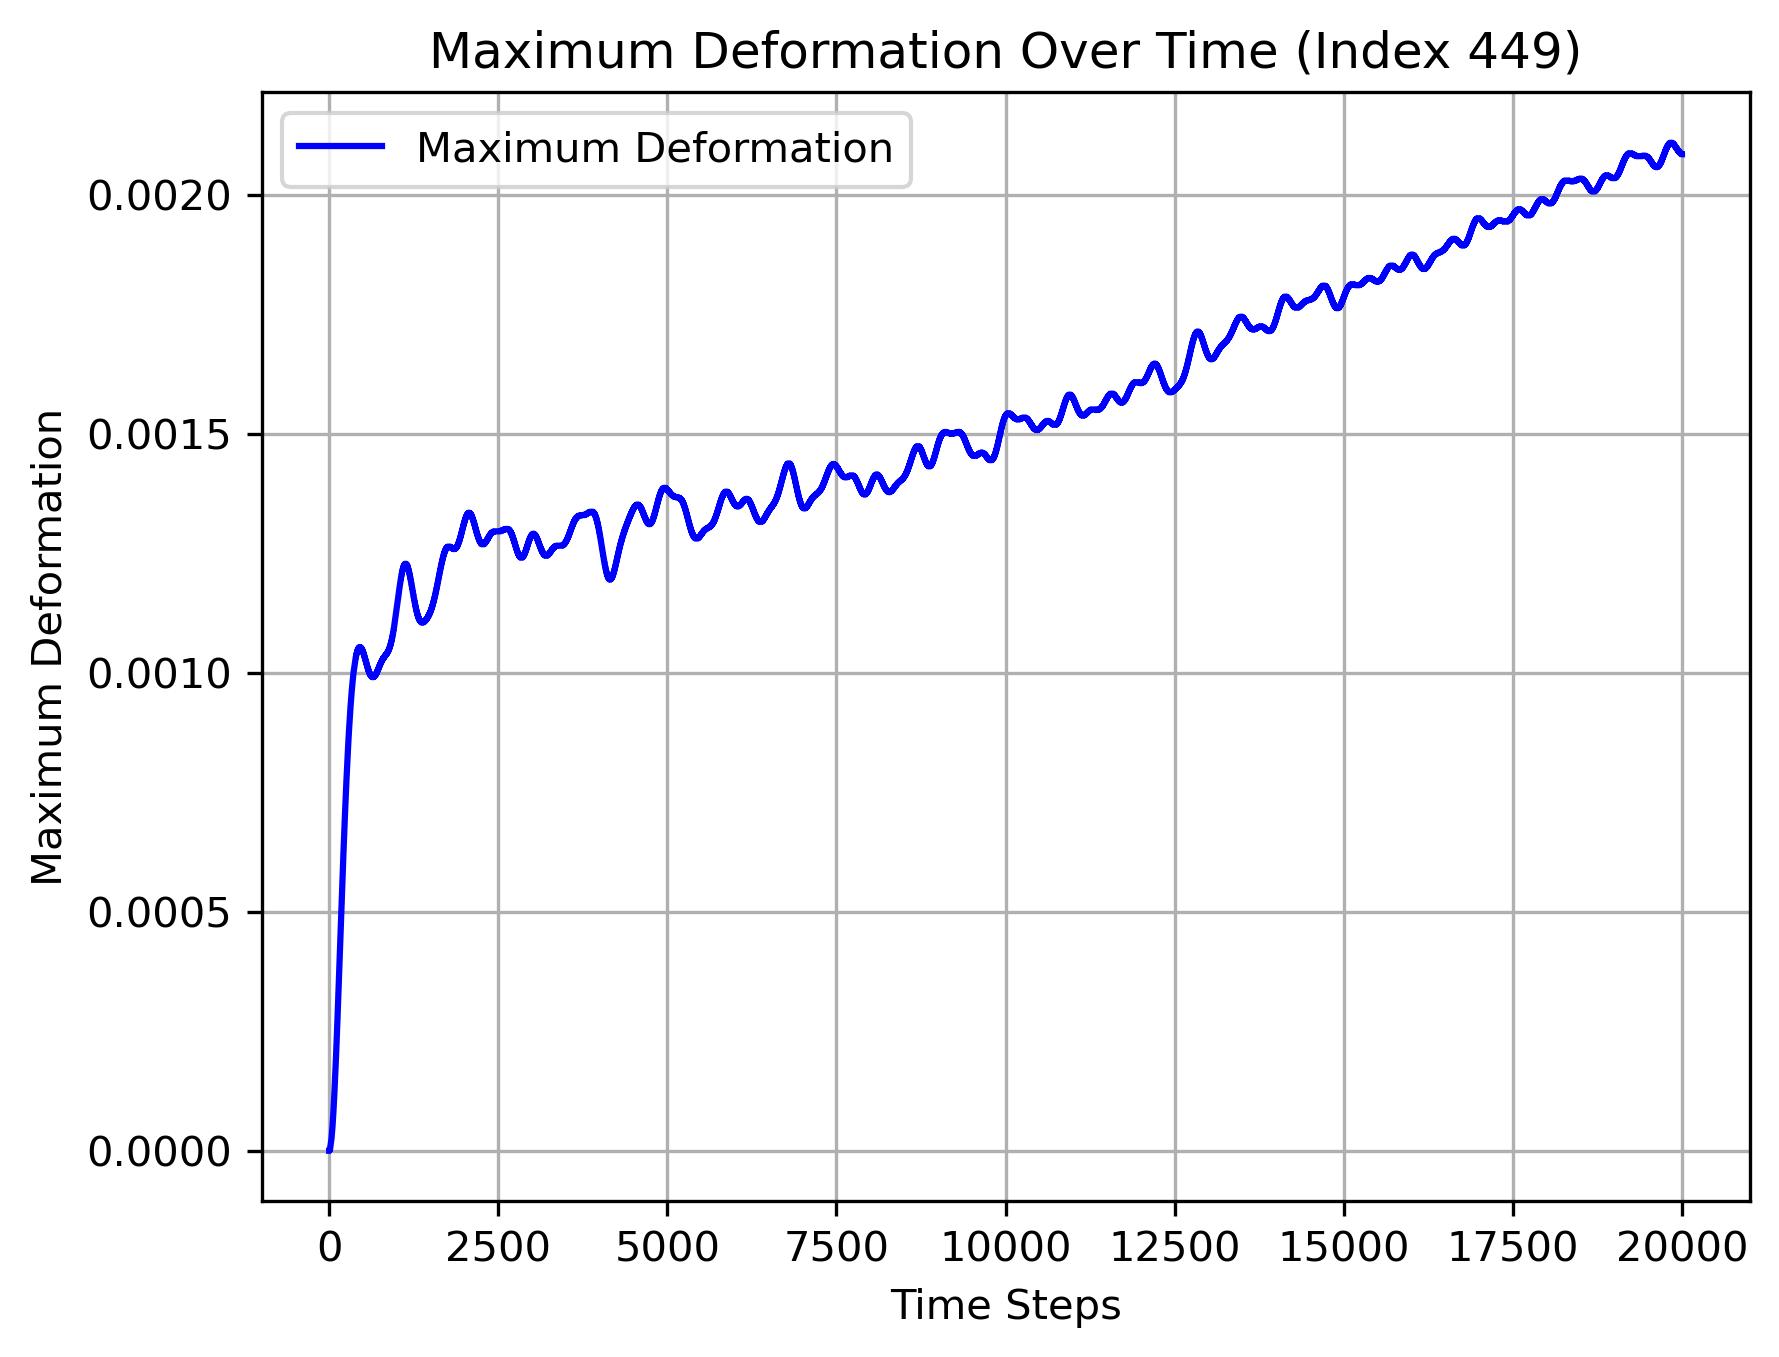 Maximum Deformation Over Time (Index 449)
Maximum Deformation
Maximum Deformation
0.0020
0.0015
0.0010
0.0005
0.0000
0 2500 5000 7500 10000 12500 15000 17500 20000
Time Steps